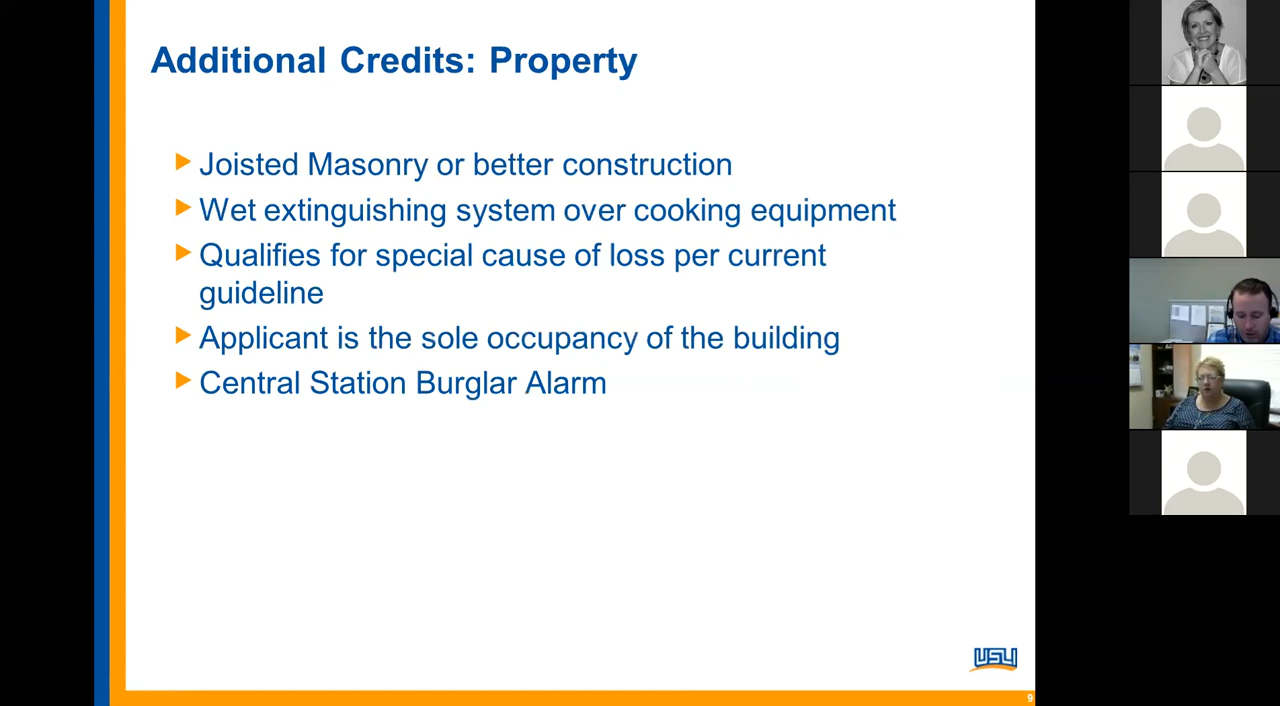 Additional Credits: Property
Joisted Masonry or better construction
Wet extinguishing system over cooking equipment
Qualifies for special cause of loss per current
guideline
Applicant is the sole occupancy of the building
Central Station Burglar Alarm
USLI
9